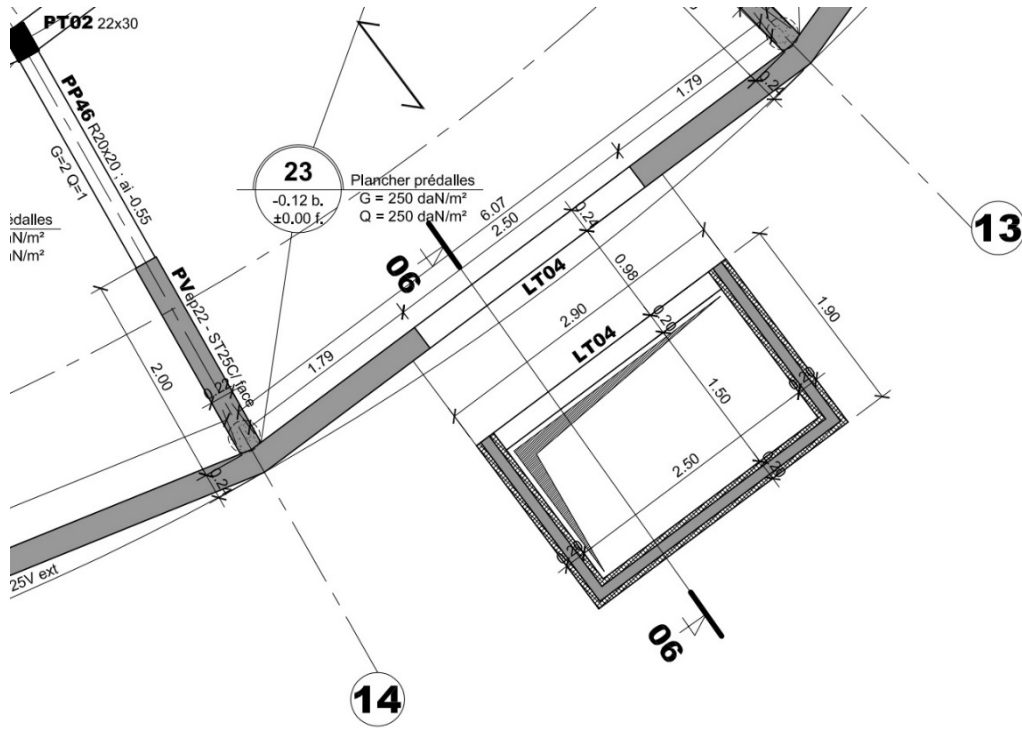 PT02 22x30
PP46 R20x20 ; ai -0.55
G=2 Q=1
23
-0.12 b.
±0.00 f.
Plancher prédalles
G = 250 daN/m²
Q = 250 daN/m²
édalles
N/m²
N/m²
PV ep22 - ST25C/ face
2.00
1.79
6.07
2.50
1.79
0.24
0.98
LT04
2.90
0.20
LT04
1.90
1.50
2.50
0.24
06
06
13
14
25V ext